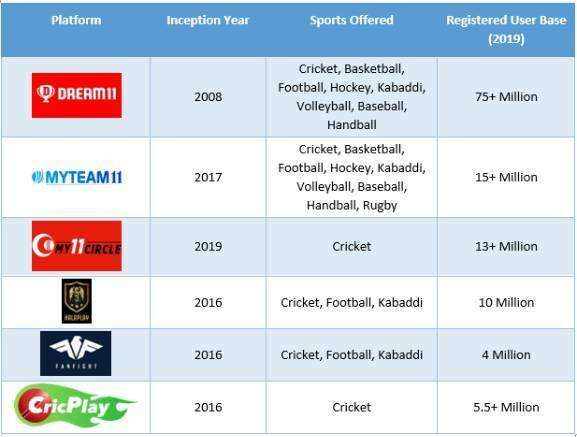 Platform
Inception Year
Sports Offered
Registered User Base
(2019)
DREAM11
2008
Cricket, Basketball,
Football, Hockey, Kabaddi,
Volleyball, Baseball,
Handball
75+ Million
MYTEAM11
2017
Cricket, Basketball,
Football, Hockey, Kabaddi,
Volleyball, Baseball,
Handball, Rugby
15+ Million
MY11CIRCLE
2019
Cricket
13+ Million
HALAPLAY
2016
Cricket, Football, Kabaddi
10 Million
FANFIGHT
2016
Cricket, Football, Kabaddi
4 Million
CricPlay
2016
Cricket
5.5+ Million